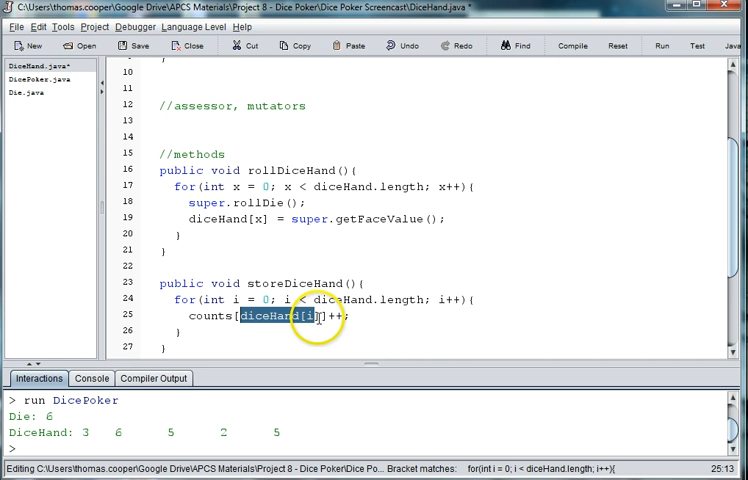 C:\Users\thomas.cooper\Google Drive\APCS Materials\Project 8 - Dice Poker\Dice Poker Screencast\DiceHand.java *
File Edit Tools Project Debugger Language Level Help
New Open Save Close Cut Copy Paste Undo Redo Find Compile Reset Run Test Java
DiceHand.java*
DicePoker.java
Die.java
10
11
12 //assessor, mutators
13
14
15 //methods
16 public void rollDiceHand(){
17 for(int x = 0; x < diceHand.length; x++){
18 super.rollDie();
19 diceHand[x] = super.getFaceValue();
20 }
21 }
22
23 public void storeDiceHand(){
24 for(int i = 0; i < diceHand.length; i++){
25 counts[diceHand[i]]++;
26 }
27 }
Interactions Console Compiler Output
> run DicePoker
Die: 6
DiceHand: 3 6 5 2 5
>
Editing C:\Users\thomas.cooper\Google Drive\APCS Materials\Project 8 - Dice Poker\Dice Po... Bracket matches: for(int i = 0; i < diceHand.length; i++){ 25:13